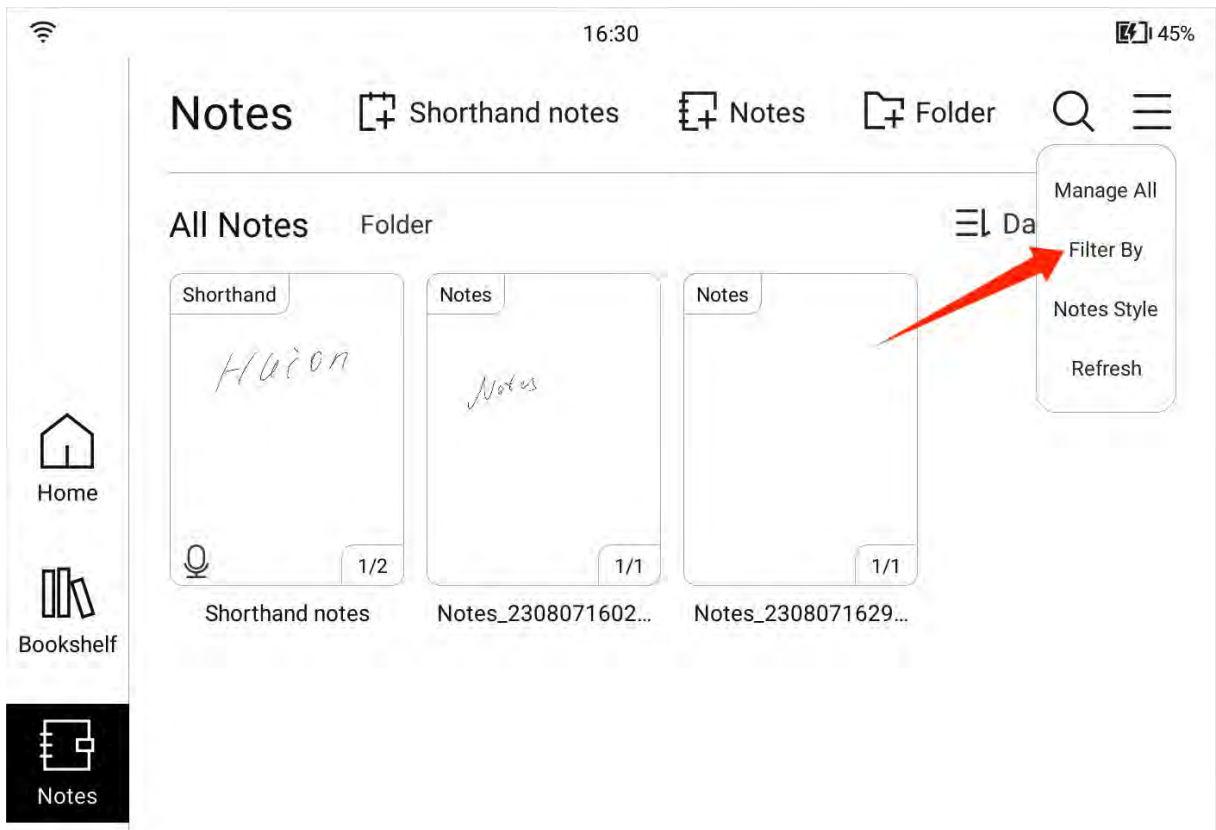 16:30
45%
Notes
Shorthand notes
Notes
Folder
Manage All
All Notes
Folder
Da
Filter By
Notes Style
Refresh
Shorthand
Notes
Notes
Huion
Notes
1/2
1/1
1/1
Shorthand notes
Notes_2308071602...
Notes_2308071629...
Home
Bookshelf
Notes